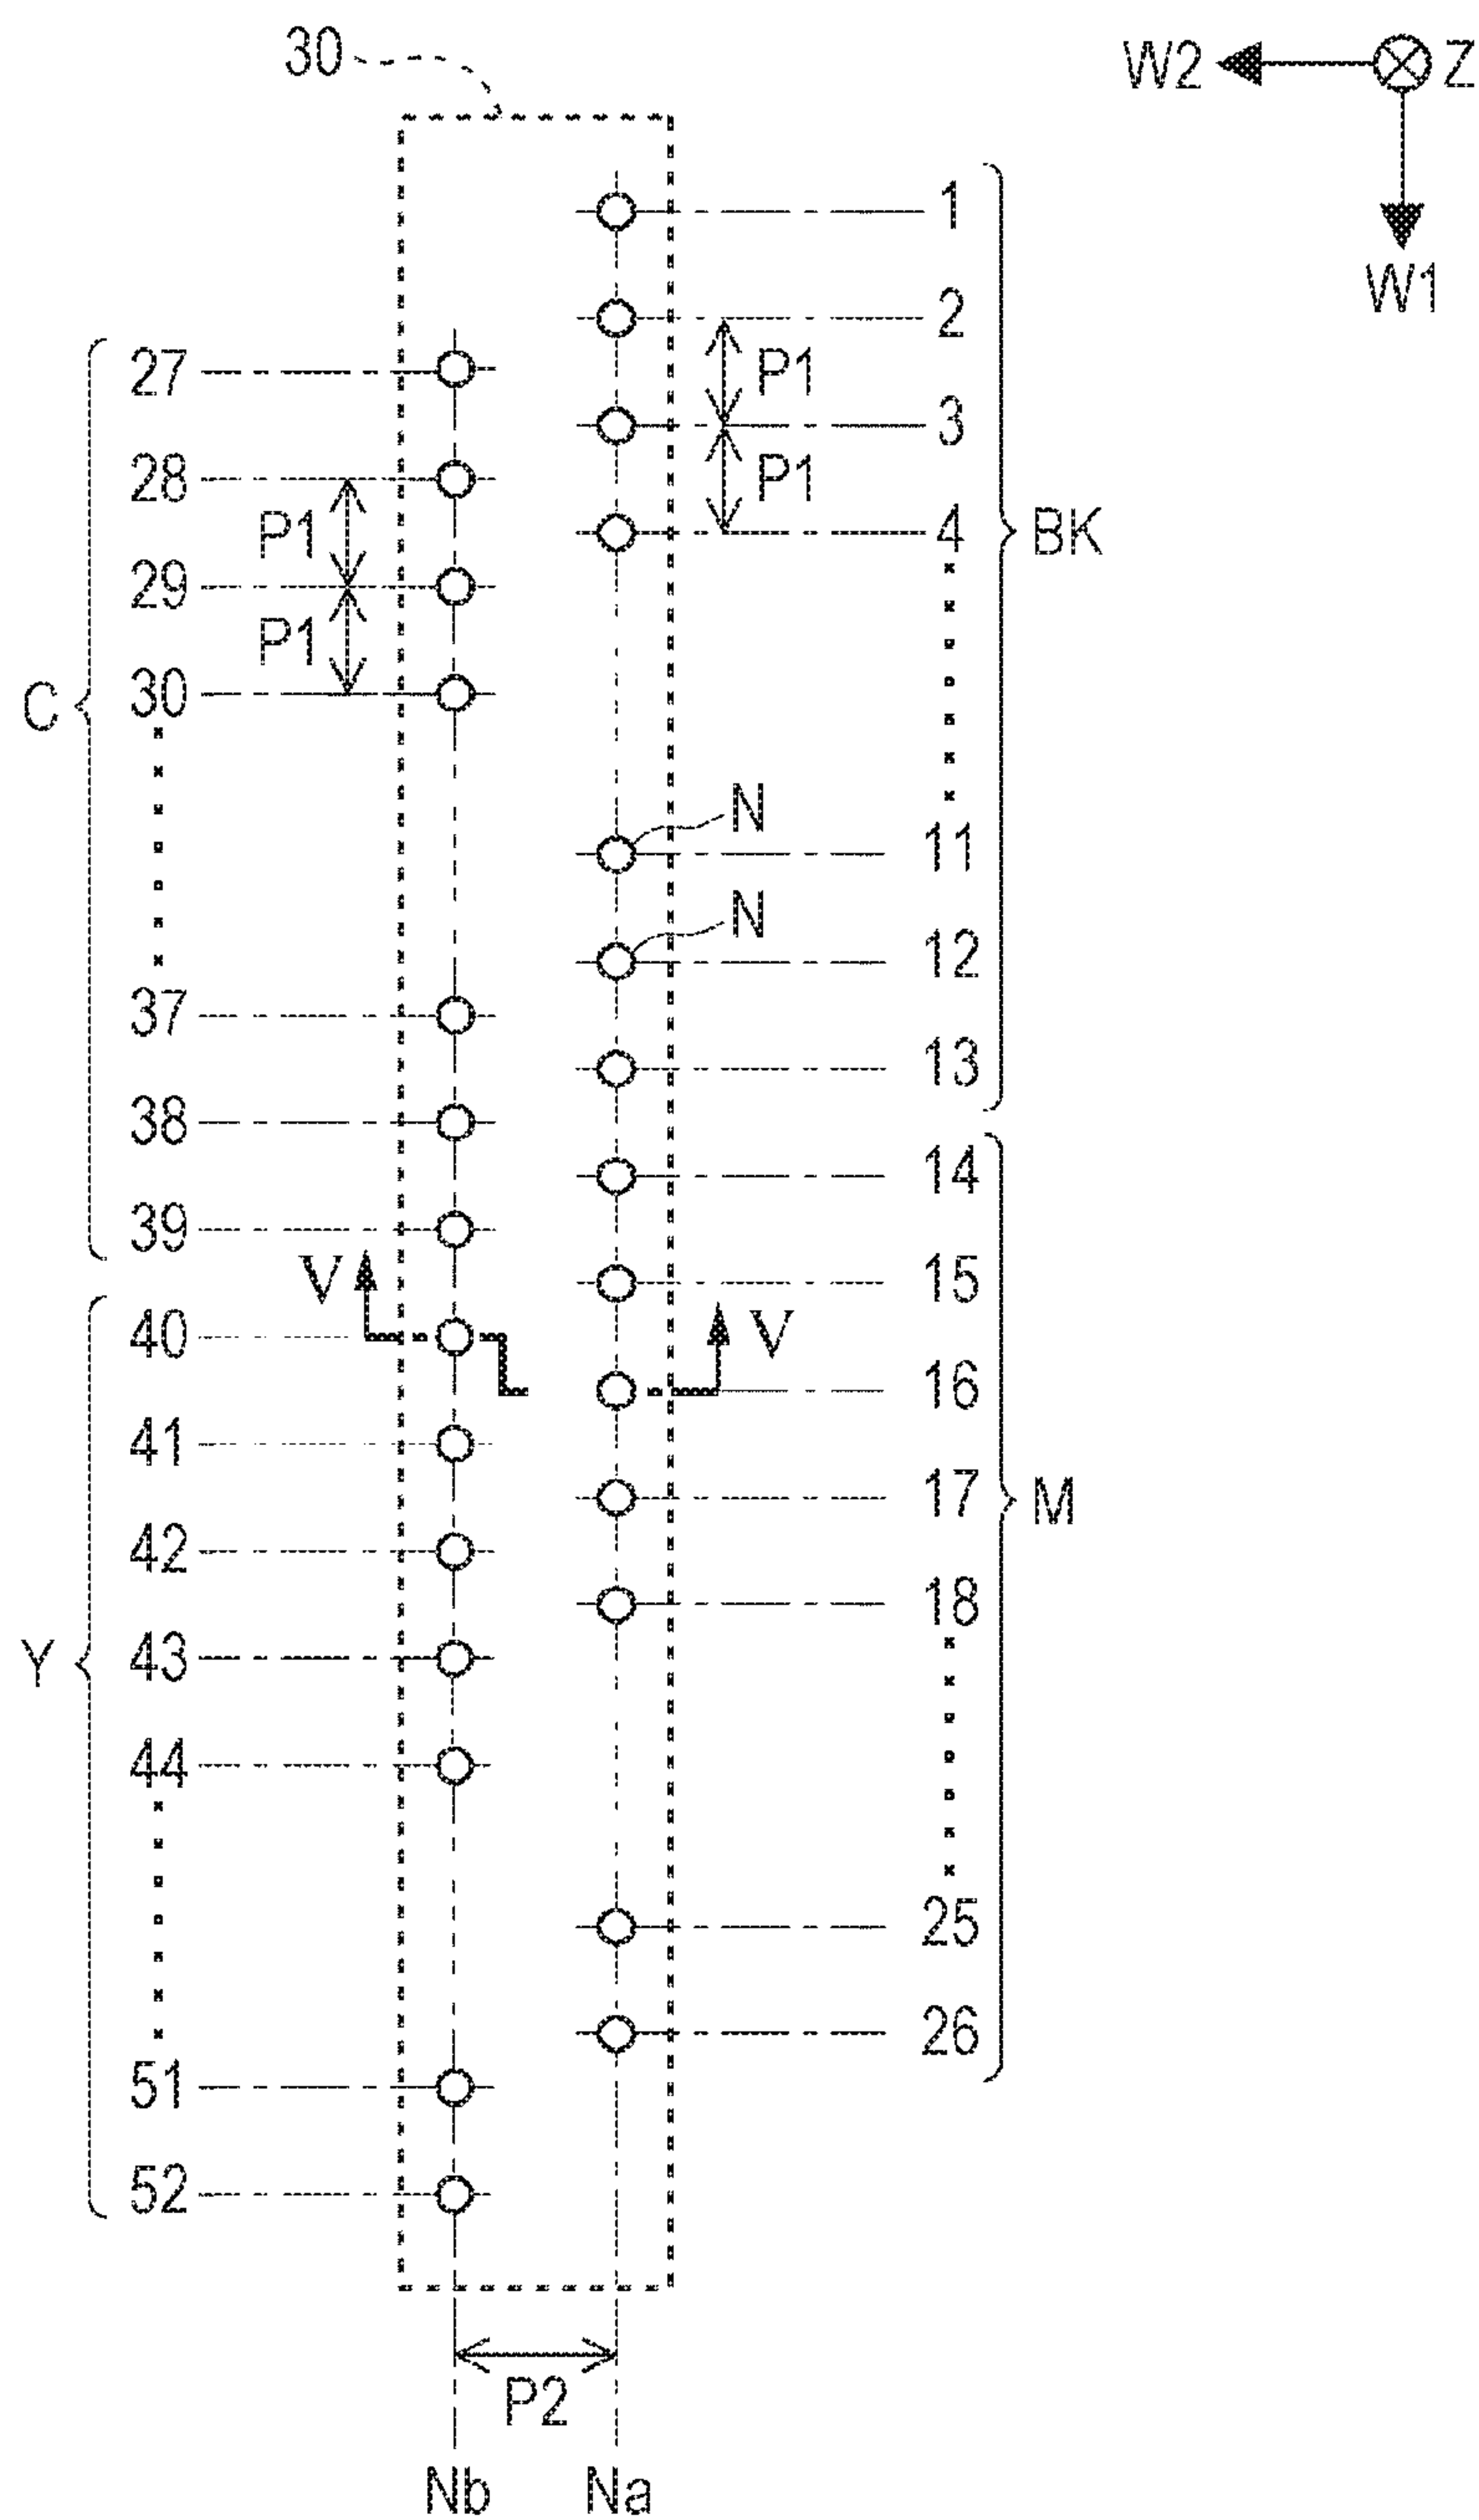 30
W2 Z
W1
1
2
27 P1
3
28 P1
P1 4 BK
29
P1
C 30
N 11
N 12
37
13
38
14
39
V 15
40 V
16
41
17 M
42
18
Y 43
44
25
26
51
52
P2
Nb Na